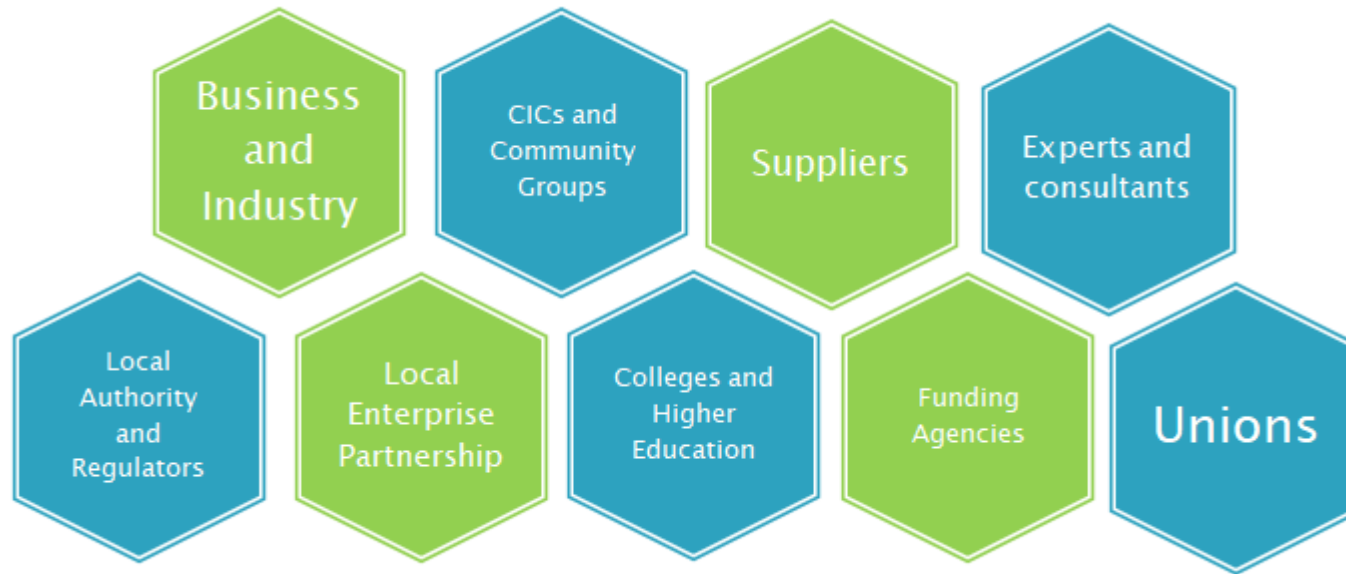 Business
and
Industry
CICs and
Community
Groups
Suppliers
Experts and
consultants
Local
Authority
and
Regulators
Local
Enterprise
Partnership
Colleges and
Higher
Education
Funding
Agencies
Unions